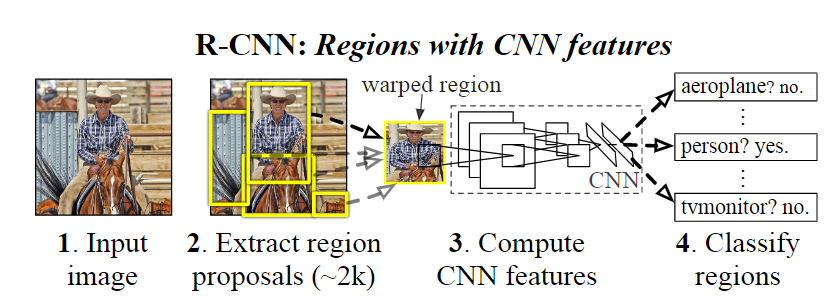 R-CNN: Regions with CNN features
warped region
aeroplane? no.
⋮
person? yes.
⋮
tvmonitor? no.
CNN
1. Input
image
2. Extract region
proposals (~2k)
3. Compute
CNN features
4. Classify
regions